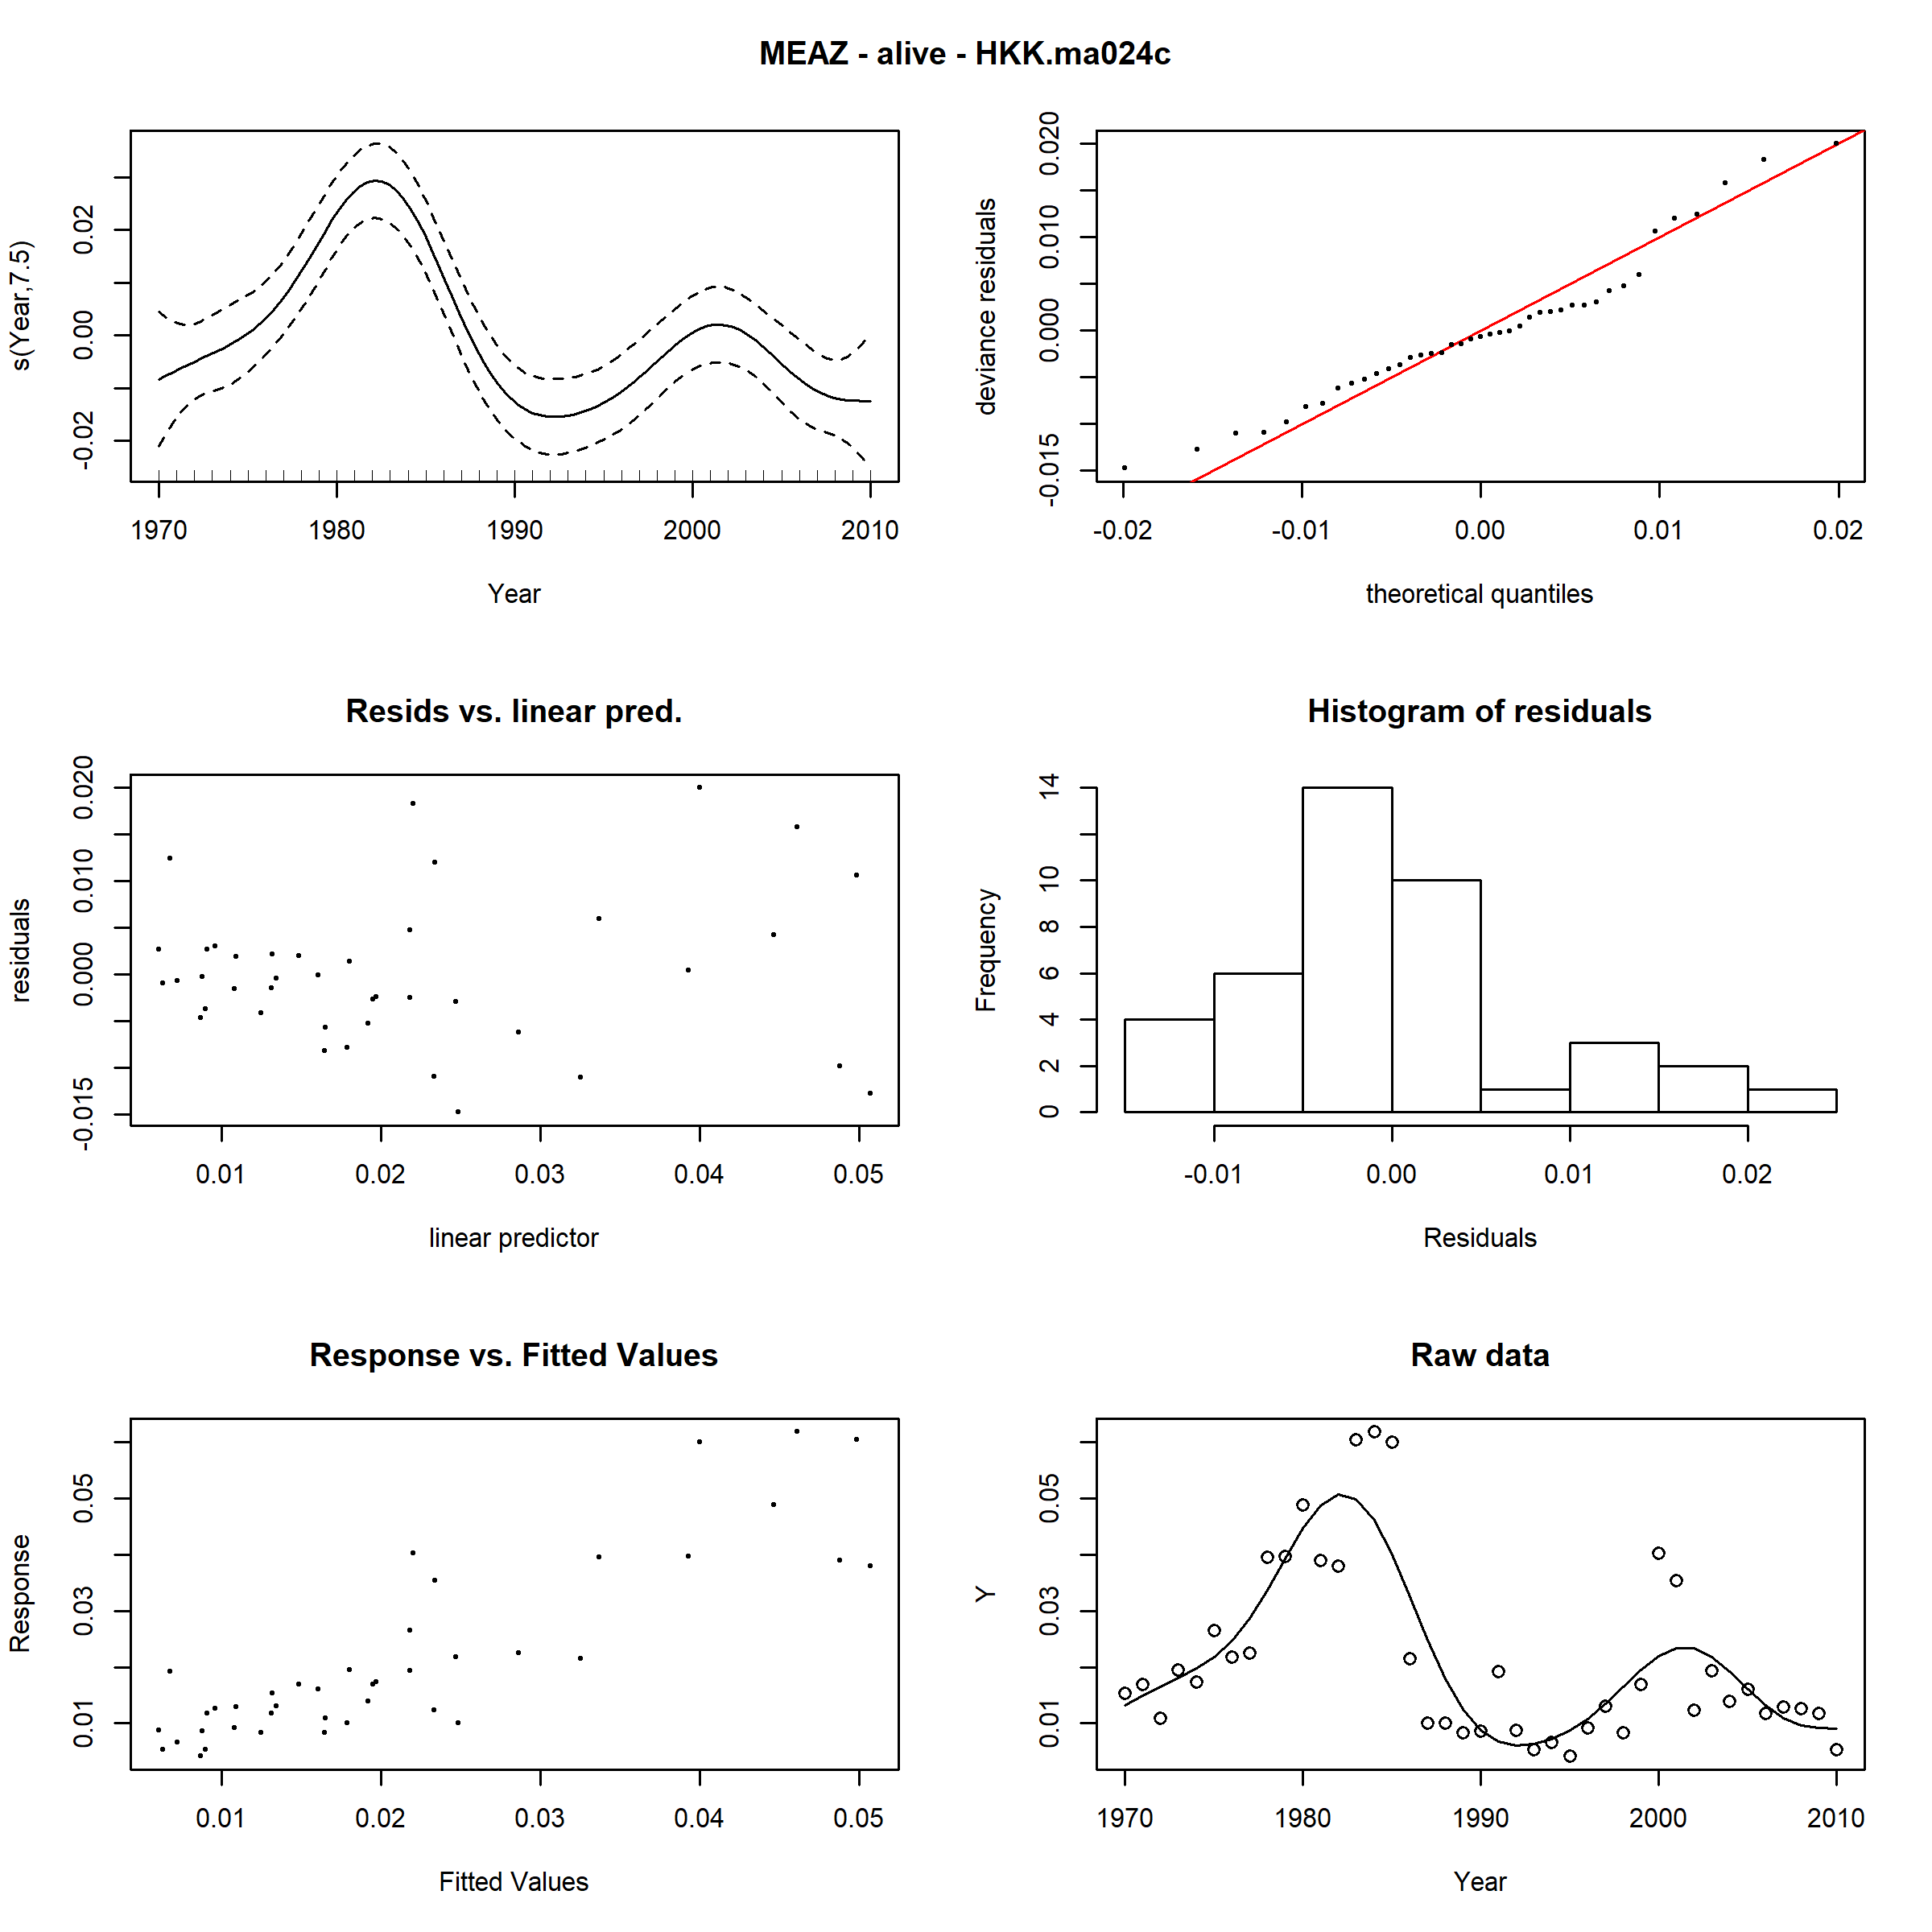 MEAZ - alive - HKK.ma024c
s(Year,7.5)
-0.02 0.00 0.02
1970 1980 1990 2000 2010
Year
deviance residuals
-0.015 0.000 0.010 0.020
-0.02 -0.01 0.00 0.01 0.02
theoretical quantiles
Resids vs. linear pred.
residuals
-0.015 0.000 0.010 0.020
0.01 0.02 0.03 0.04 0.05
linear predictor
Histogram of residuals
Frequency
0 2 4 6 8 10 14
-0.01 0.00 0.01 0.02
Residuals
Response vs. Fitted Values
Response
0.01 0.03 0.05
0.01 0.02 0.03 0.04 0.05
Fitted Values
Raw data
Y
0.01 0.03 0.05
1970 1980 1990 2000 2010
Year